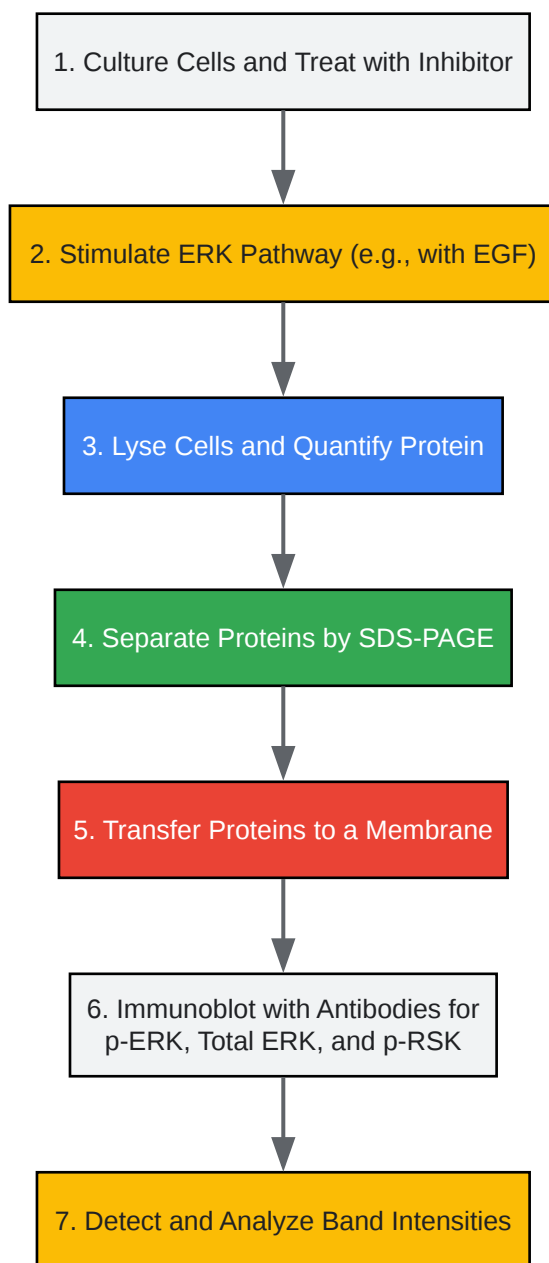 1. Culture Cells and Treat with Inhibitor
2. Stimulate ERK Pathway (e.g., with EGF)
3. Lyse Cells and Quantify Protein
4. Separate Proteins by SDS-PAGE
5. Transfer Proteins to a Membrane
6. Immunoblot with Antibodies for
p-ERK, Total ERK, and p-RSK
7. Detect and Analyze Band Intensities